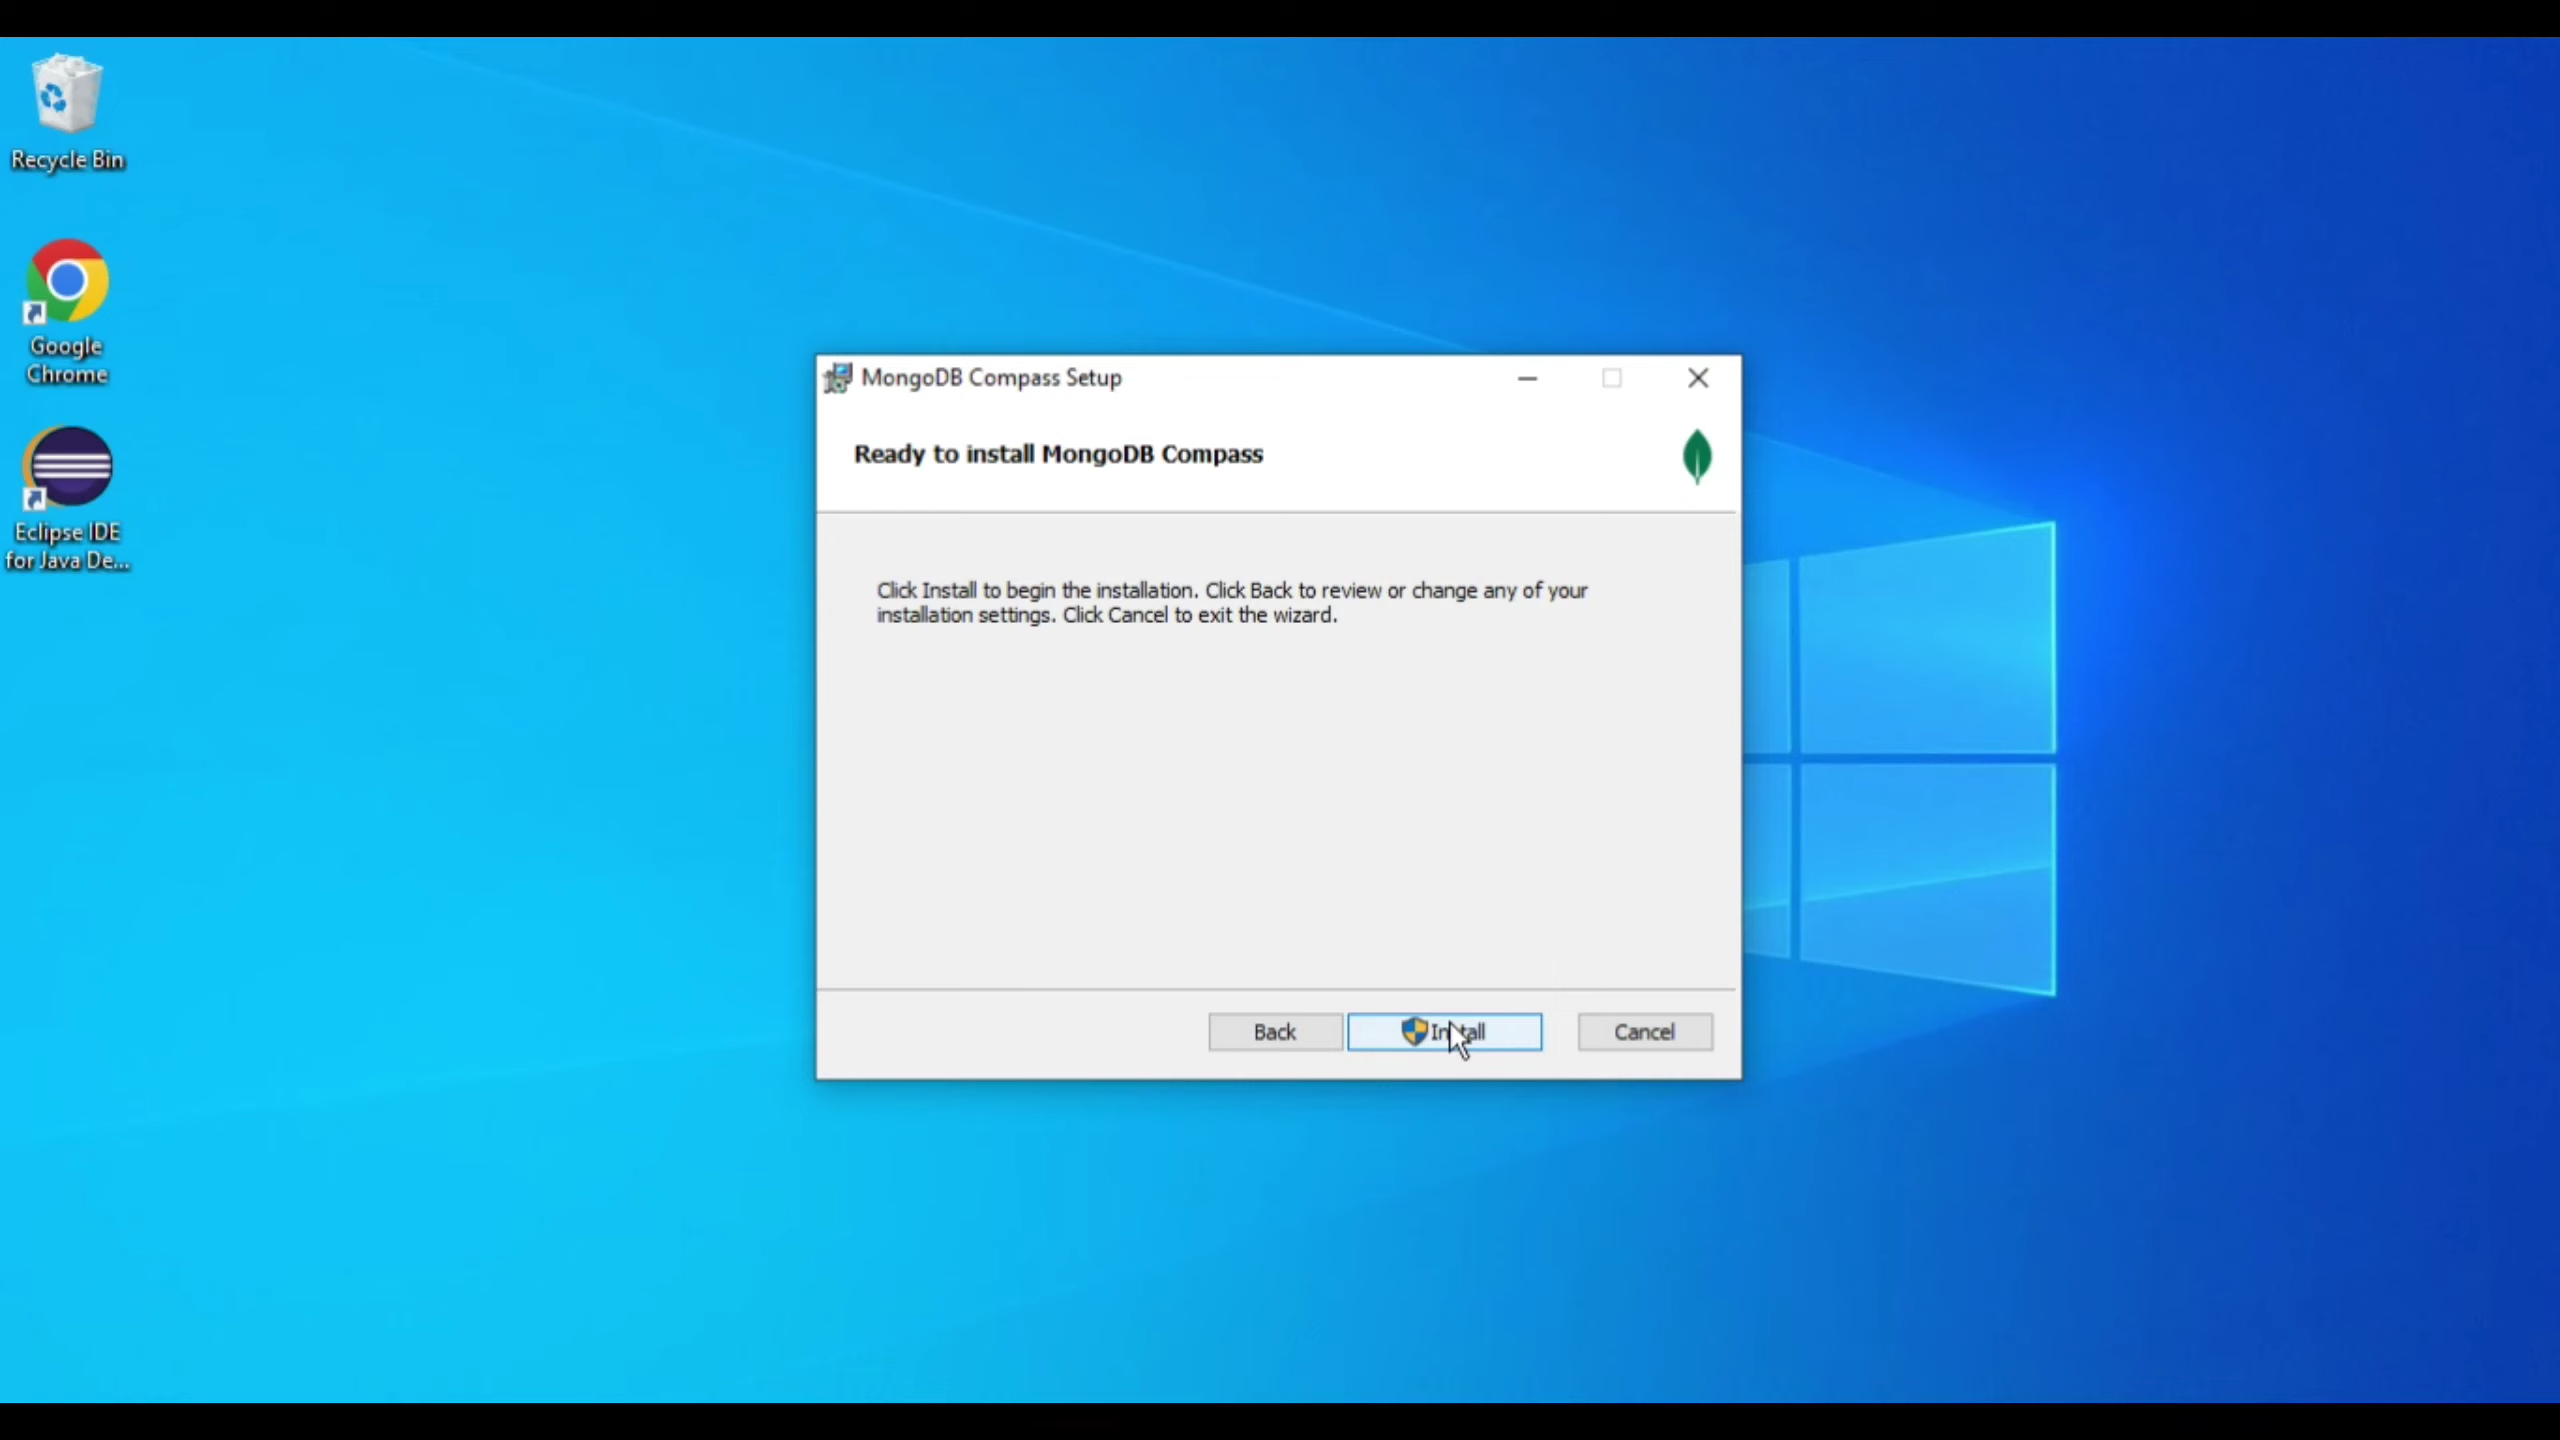 Recycle Bin
Google
Chrome
Eclipse IDE
for Java De...
MongoDB Compass Setup
Ready to install MongoDB Compass
Click Install to begin the installation. Click Back to review or change any of your
installation settings. Click Cancel to exit the wizard.
Back
Install
Cancel